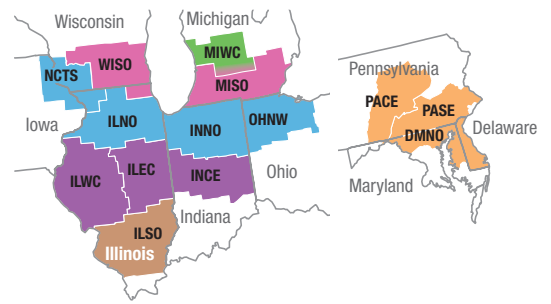 Wisconsin
Michigan
MIWC
NCTS
WISO
MISO
Pennsylvania
PACE
PASE
Iowa
ILNO
INNO
OHNW
DMNO
Delaware
ILWC
ILEC
INCE
Ohio
Maryland
Indiana
ILSO
Illinois